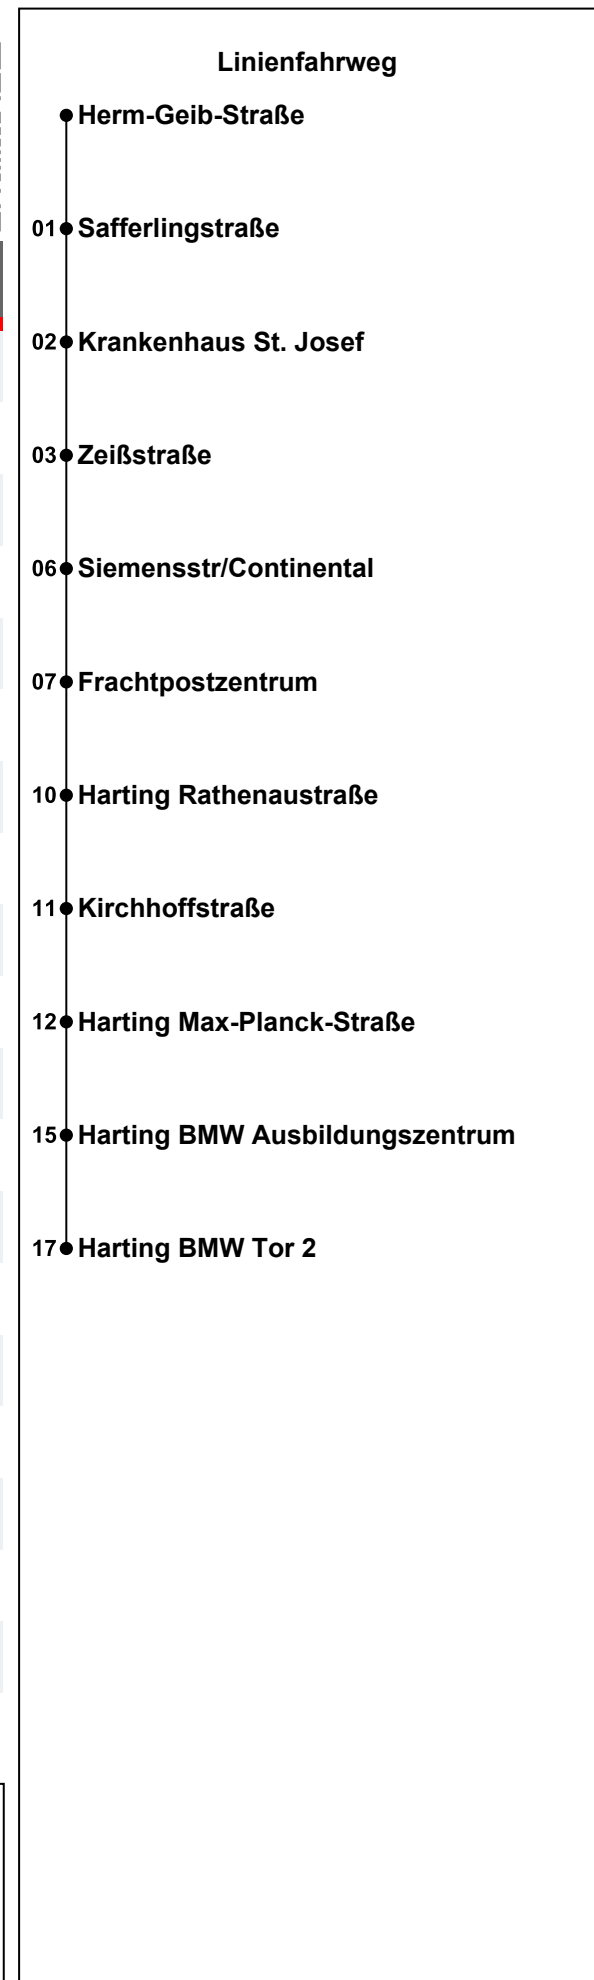 Linienfahrweg
Herm-Geib-Straße
01 Safferlingstraße
02 Krankenhaus St. Josef
03 Zeißstraße
06 Siemensstr/Continental
07 Frachtpostzentrum
10 Harting Rathenaustraße
11 Kirchhoffstraße
12 Harting Max-Planck-Straße
15 Harting BMW Ausbildungszentrum
17 Harting BMW Tor 2